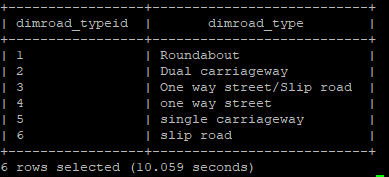 +-----------------+-------------------------+
| dimroad_typeid | dimroad_type |
+-----------------+-------------------------+
| 1 | Roundabout |
| 2 | Dual carriageway |
| 3 | One way street/Slip road |
| 4 | one way street |
| 5 | single carriageway |
| 6 | slip road |
+-----------------+-------------------------+
6 rows selected (10.059 seconds)